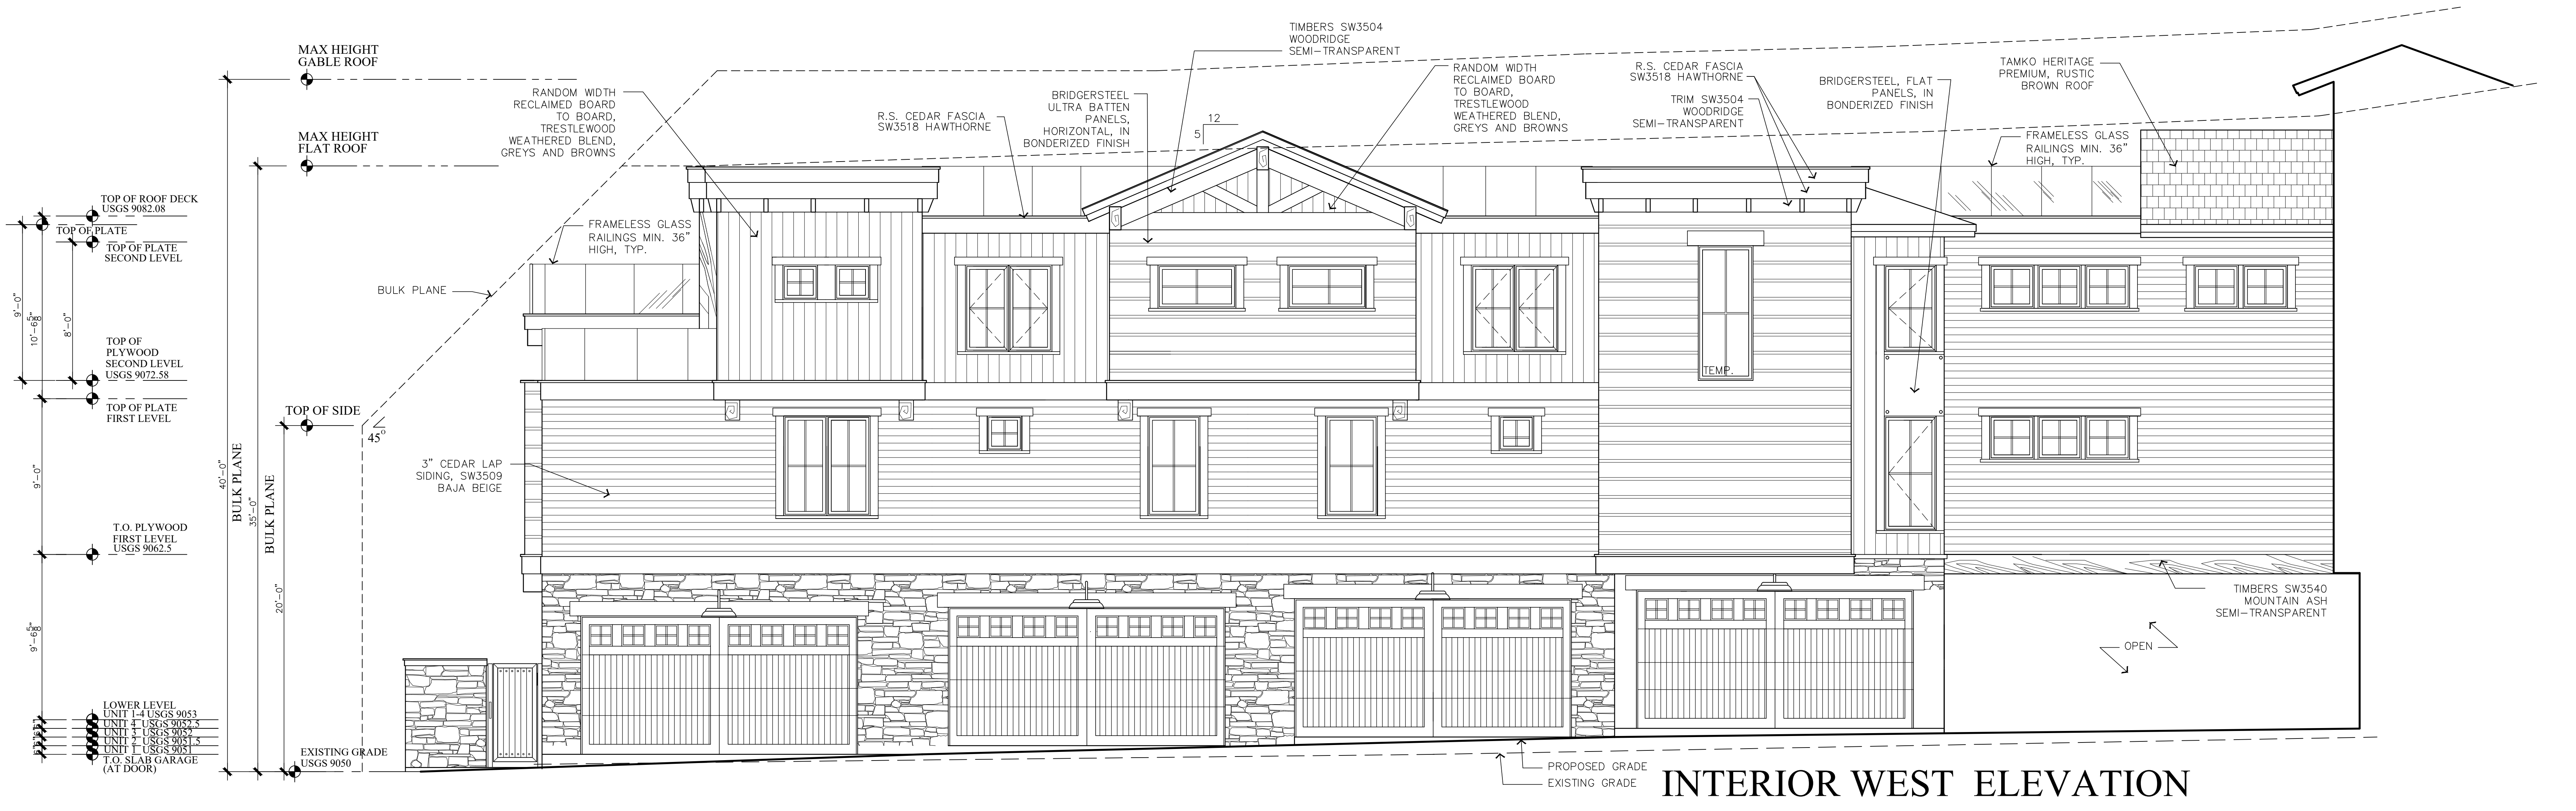 MAX HEIGHT
GABLE ROOF
MAX HEIGHT
FLAT ROOF
TOP OF ROOF DECK
USGS 9082.08
TOP OF PLATE
TOP OF PLATE
SECOND LEVEL
TOP OF
PLYWOOD
SECOND LEVEL
USGS 9072.58
TOP OF PLATE
FIRST LEVEL
T.O. PLYWOOD
FIRST LEVEL
USGS 9062.5
LOWER LEVEL
UNIT 1-4 USGS 9053
UNIT 4 USGS 9052.5
UNIT 3 USGS 9052
UNIT 2 USGS 9051.5
UNIT 1 USGS 9051
T.O. SLAB GARAGE
(AT DOOR)
9'-0"
10'-6 5/8"
8'-0"
9'-0"
9'-6 5/8"
40'-0"
BULK PLANE
35'-0"
BULK PLANE
20'-0"
TOP OF SIDE
45°
EXISTING GRADE
USGS 9050
BULK PLANE
RANDOM WIDTH
RECLAIMED BOARD
TO BOARD,
TRESTLEWOOD
WEATHERED BLEND,
GREYS AND BROWNS
FRAMELESS GLASS
RAILINGS MIN. 36"
HIGH, TYP.
3" CEDAR LAP
SIDING, SW3509
BAJA BEIGE
R.S. CEDAR FASCIA
SW3518 HAWTHORNE
BRIDGERSTEEL
ULTRA BATTEN
PANELS,
HORIZONTAL, IN
BONDERIZED FINISH
TIMBERS SW3504
WOODRIDGE
SEMI-TRANSPARENT
12
5
RANDOM WIDTH
RECLAIMED BOARD
TO BOARD,
TRESTLEWOOD
WEATHERED BLEND,
GREYS AND BROWNS
R.S. CEDAR FASCIA
SW3518 HAWTHORNE
TRIM SW3504
WOODRIDGE
SEMI-TRANSPARENT
BRIDGERSTEEL, FLAT
PANELS, IN
BONDERIZED FINISH
TAMKO HERITAGE
PREMIUM, RUSTIC
BROWN ROOF
FRAMELESS GLASS
RAILINGS MIN. 36"
HIGH, TYP.
TEMP.
TIMBERS SW3540
MOUNTAIN ASH
SEMI-TRANSPARENT
OPEN
PROPOSED GRADE
EXISTING GRADE
INTERIOR WEST ELEVATION